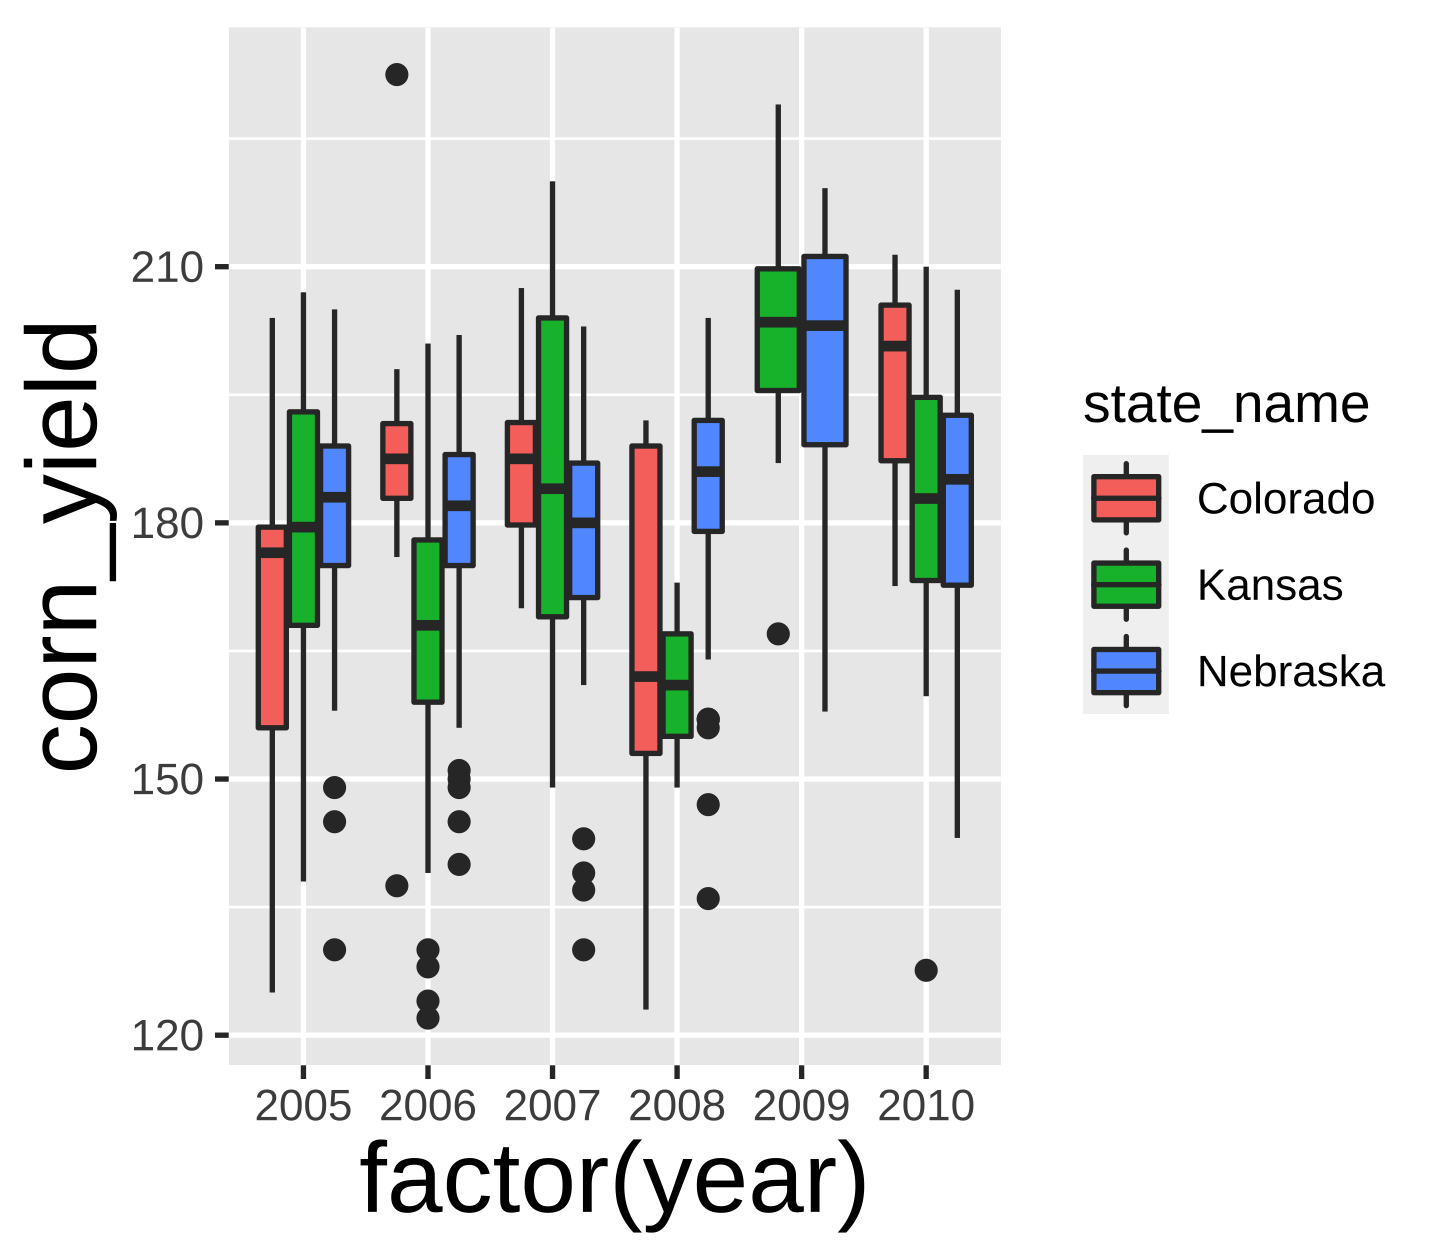 corn_yield
210
180
150
120
2005 2006 2007 2008 2009 2010
factor(year)
state_name
Colorado
Kansas
Nebraska